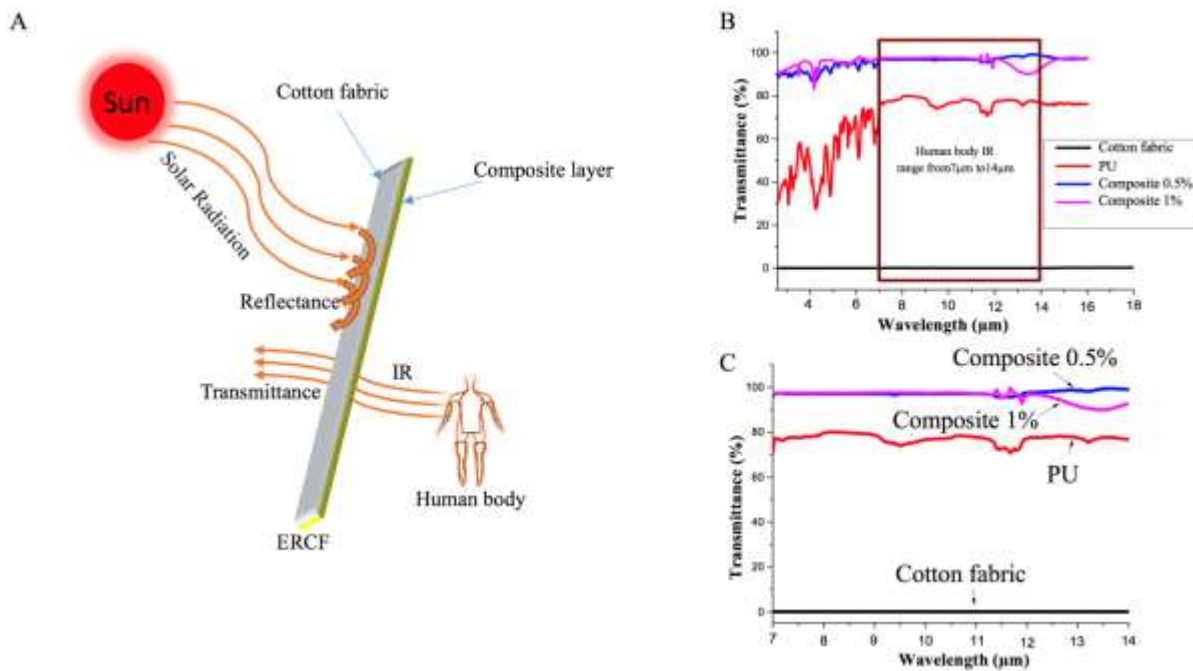 A
Sun
Cotton fabric
Composite layer
Solar Radiation
Reflectance
IR
Transmittance
Human body
ERCF
B
Transmittance (%)
100
80
60
40
20
0
Human body IR
range from7μm to14μm
Cotton fabric
PU
Composite 0.5%
Composite 1%
4
6
8
10
12
14
16
18
Wavelength (μm)
C
Composite 0.5%
Transmittance (%)
100
80
60
40
20
0
Composite 1%
PU
Cotton fabric
7
8
9
10
11
12
13
14
Wavelength (μm)